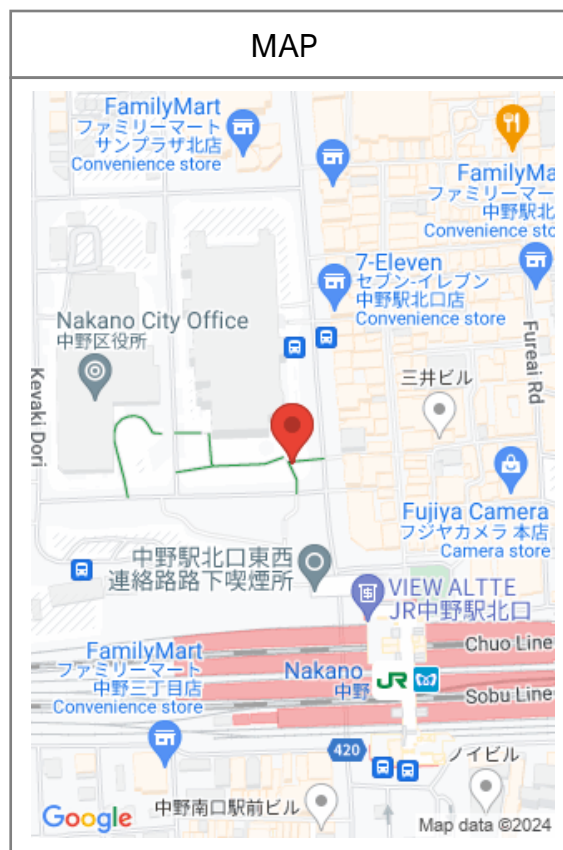 MAP
FamilyMart
ファミリーマート
サンプラザ北店
Convenience store
FamilyMa
ファミリーマー
中野駅北
Convenience sto
7-Eleven
セブン-イレブン
中野駅北口店
Convenience store
Nakano City Office
中野区役所
Fureai Rd
Kevaki Dori
三井ビル
Fujiya Camera
フジヤカメラ 本店
Camera store
中野駅北口東西
連絡路路下喫煙所
VIEW ALTTE
JR中野駅北口
Chuo Line
FamilyMart
ファミリーマート
中野三丁目店
Convenience store
Nakano
中野
JR
Sobu Line
420
ノイビル
中野南口駅前ビル
Google
Map data ©2024